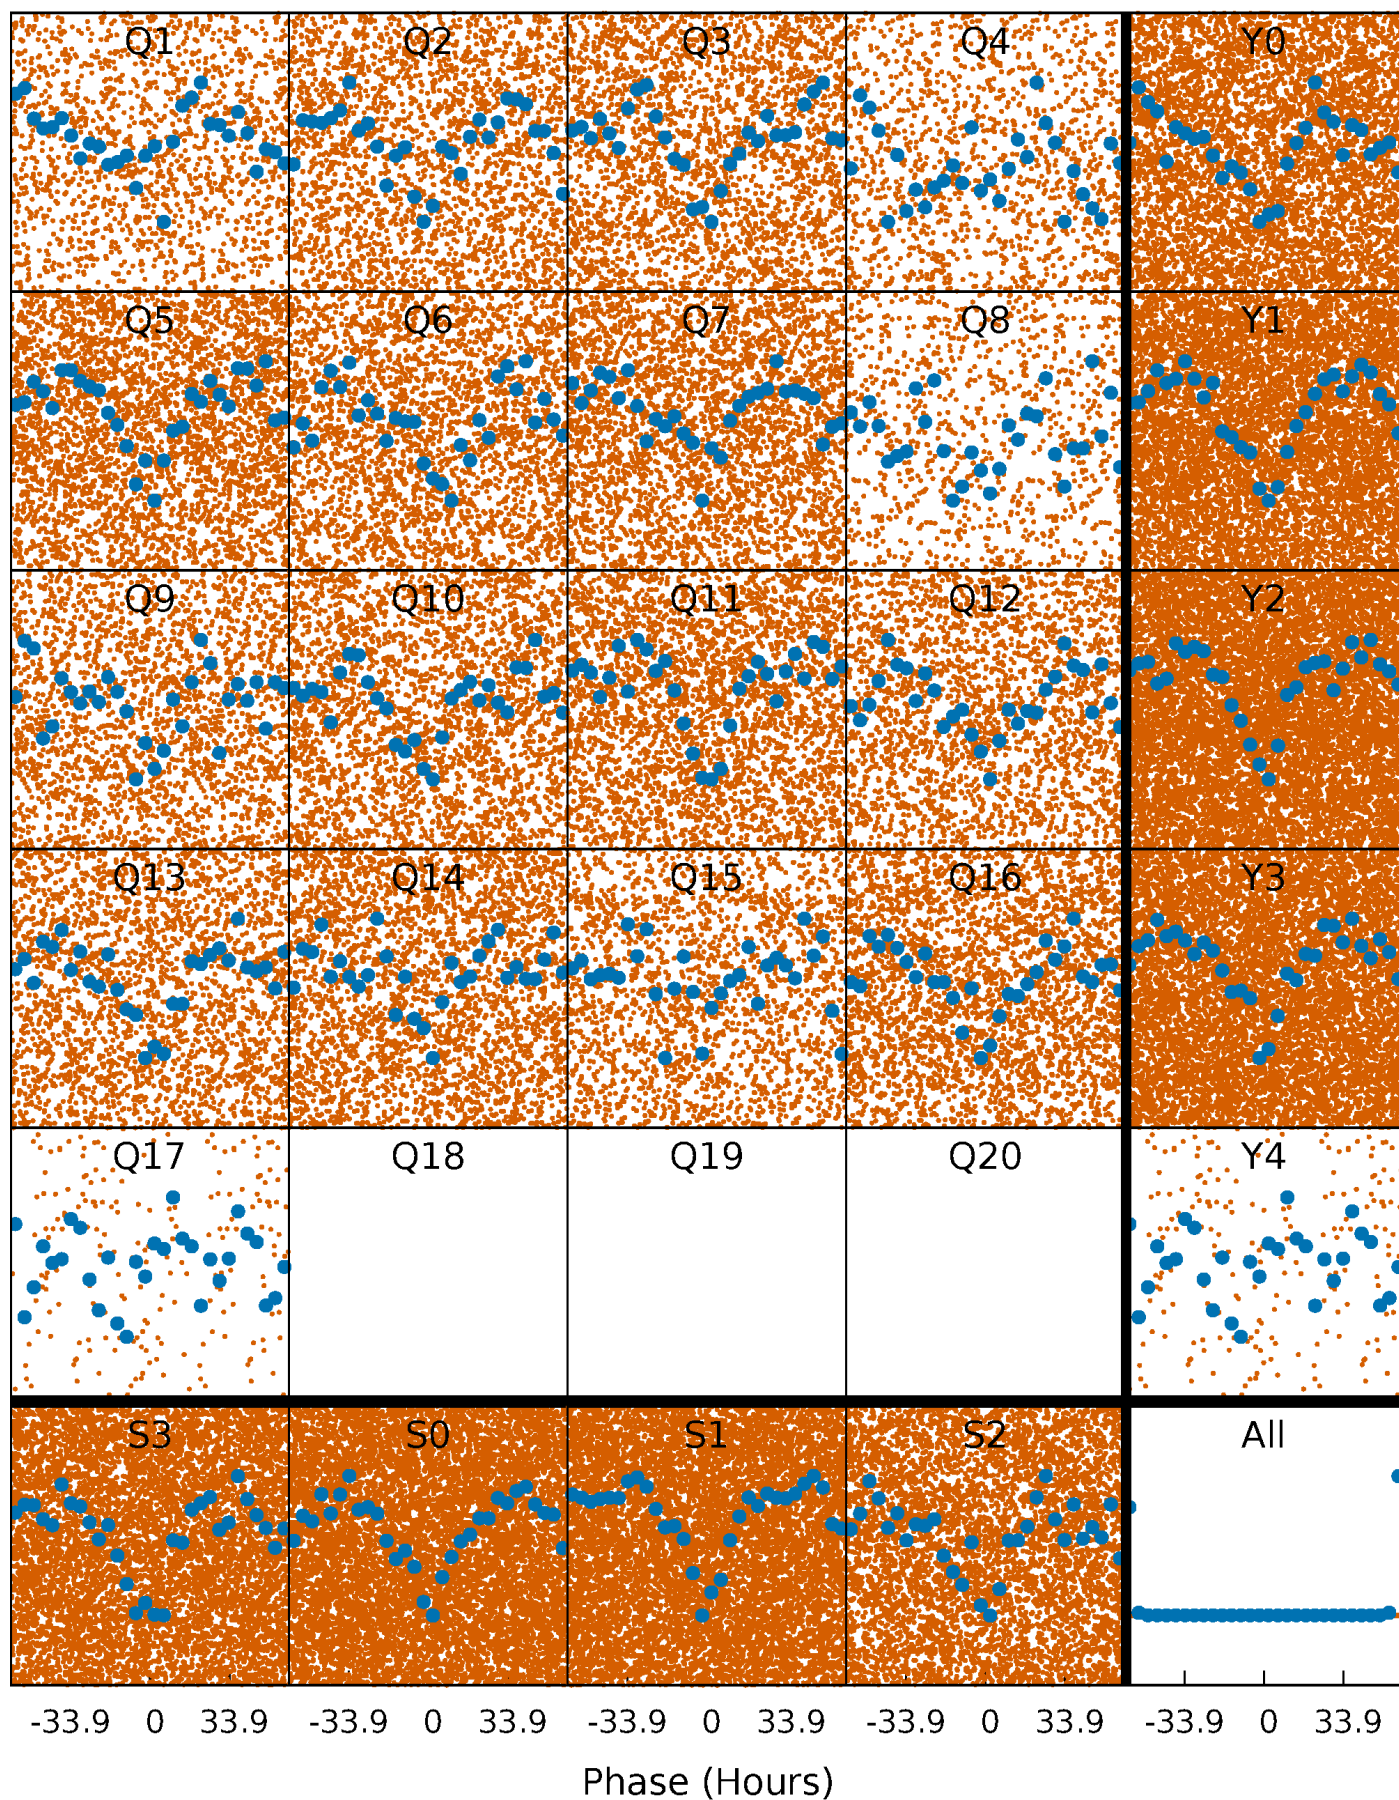 Q1 Q2 Q3 Q4 Y0
Q5 Q6 Q7 Q8 Y1
Q9 Q10 Q11 Q12 Y2
Q13 Q14 Q15 Q16 Y3
Q17 Q18 Q19 Q20 Y4
S3 S0 S1 S2 All
-33.9 0 33.9 -33.9 0 33.9 -33.9 0 33.9 -33.9 0 33.9 -33.9 0 33.9
Phase (Hours)